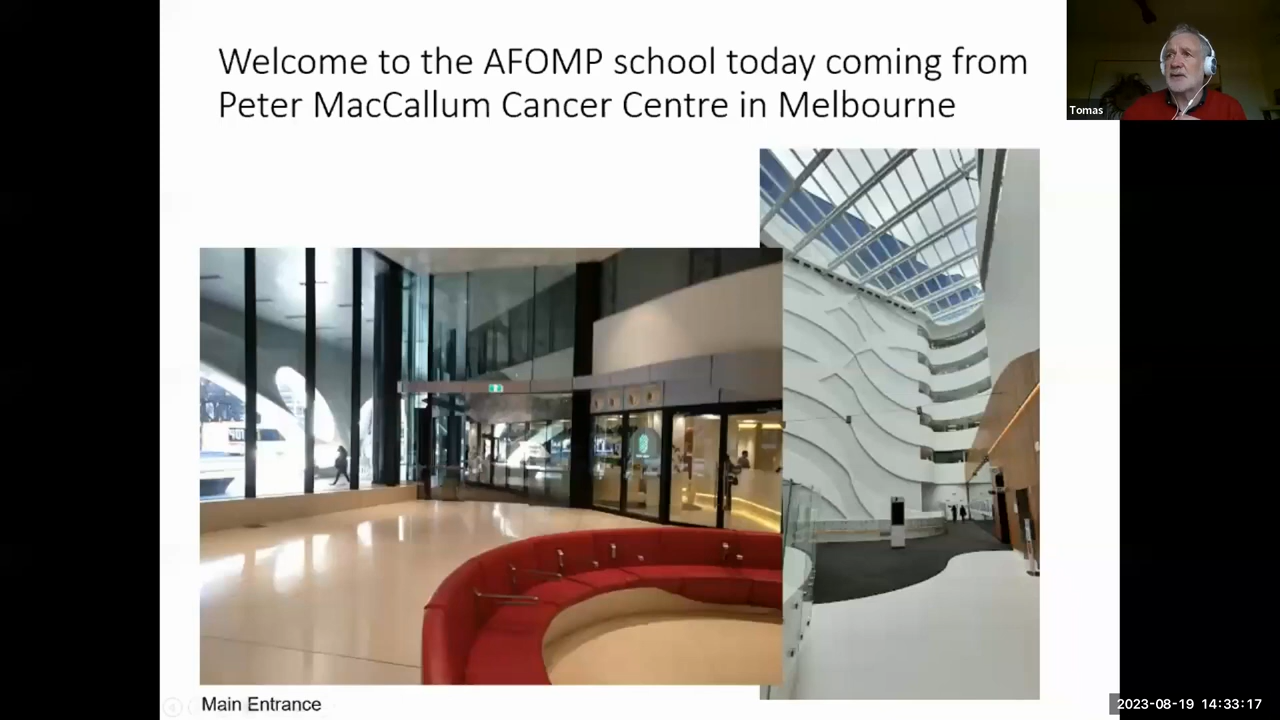 Welcome to the AFOMP school today coming from
Peter MacCallum Cancer Centre in Melbourne
Tomas
Main Entrance
2023-08-19 14:33:17